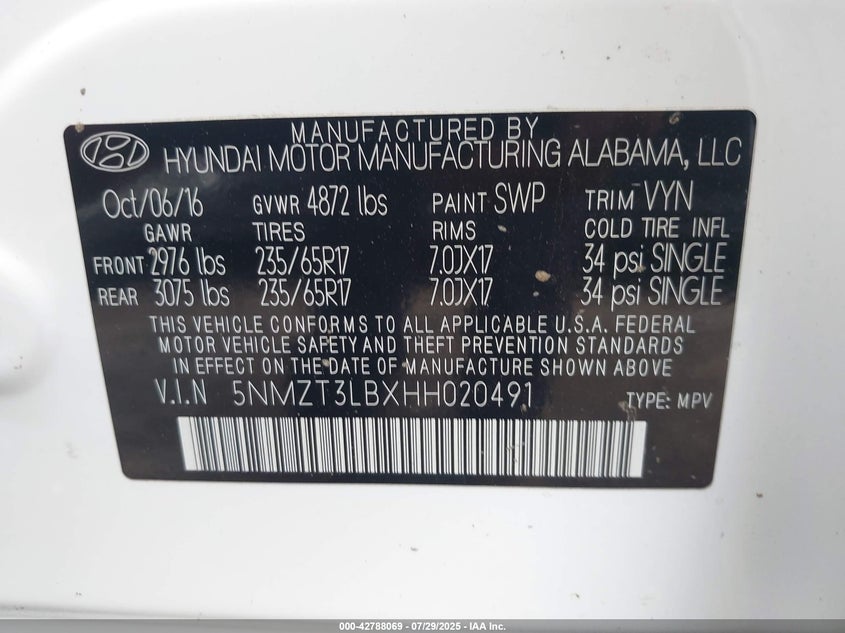 MANUFACTURED BY
HYUNDAI MOTOR MANUFACTURING ALABAMA, LLC
Oct/06/16 GVWR 4872 lbs PAINT SWP TRIM VYN
GAWR TIRES RIMS COLD TIRE INFL
FRONT 2976 lbs 235/65R17 7.0JX17 34 psi SINGLE
REAR 3075 lbs 235/65R17 7.0JX17 34 psi SINGLE
THIS VEHICLE CONFORMS TO ALL APPLICABLE U.S.A. FEDERAL
MOTOR VEHICLE SAFETY AND THEFT PREVENTION STANDARDS
IN EFFECT ON THE DATE OF MANUFACTURE SHOWN ABOVE
V.I.N 5NMZT3LBXHH020491 TYPE: MPV
000-42788069 | 07/29/2025 - IAA Inc.